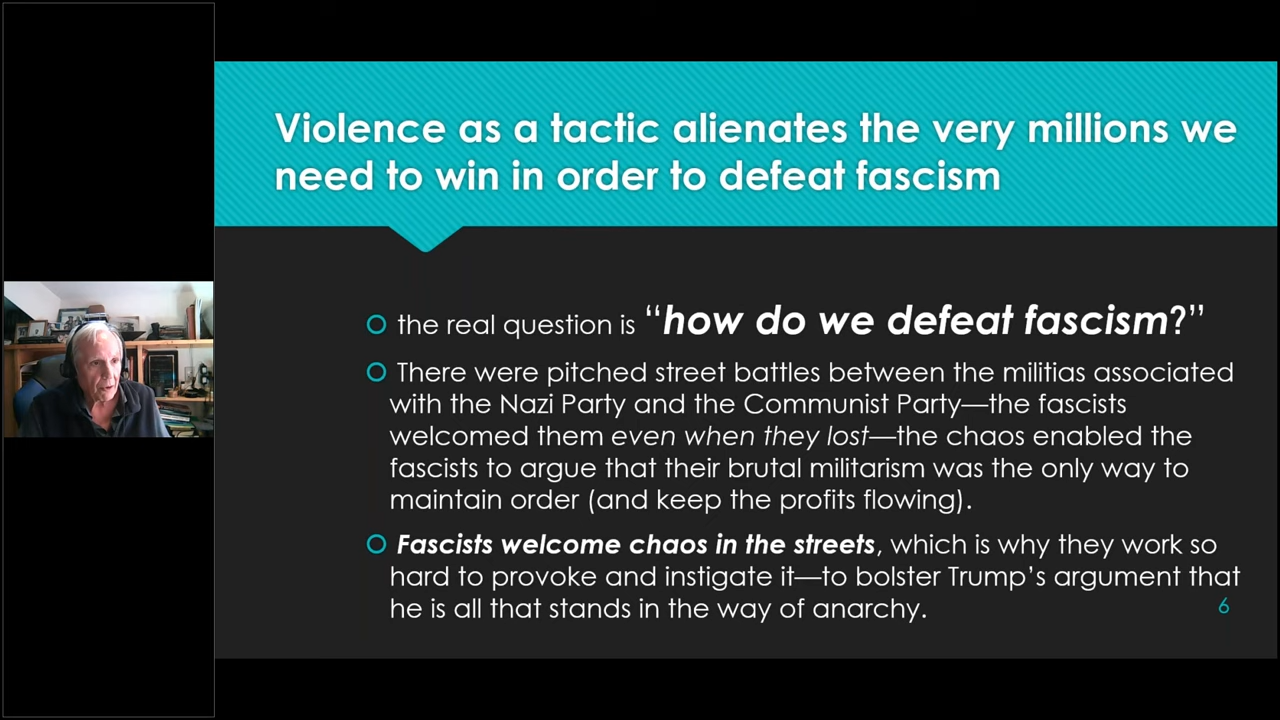 Violence as a tactic alienates the very millions we
need to win in order to defeat fascism
the real question is “how do we defeat fascism?”
There were pitched street battles between the militias associated
with the Nazi Party and the Communist Party—the fascists
welcomed them even when they lost—the chaos enabled the
fascists to argue that their brutal militarism was the only way to
maintain order (and keep the profits flowing).
Fascists welcome chaos in the streets, which is why they work so
hard to provoke and instigate it—to bolster Trump’s argument that
he is all that stands in the way of anarchy.
6